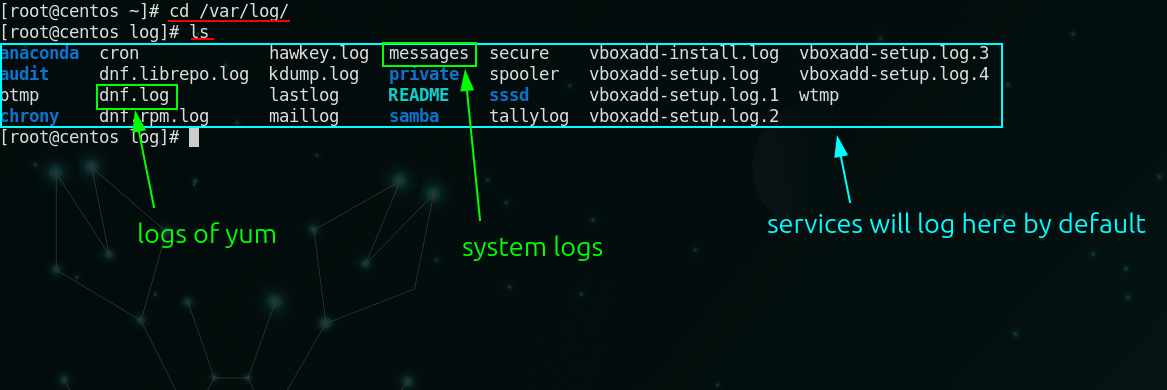 [root@centos ~]# cd /var/log/
[root@centos log]# ls
anaconda cron hawkey.log messages secure vboxadd-install.log vboxadd-setup.log.3
audit dnf.librepo.log kdump.log private spooler vboxadd-setup.log vboxadd-setup.log.4
btmp dnf.log lastlog README sssd vboxadd-setup.log.1 wtmp
chrony dnf.rpm.log maillog samba tallylog vboxadd-setup.log.2
[root@centos log]#
logs of yum
system logs
services will log here by default